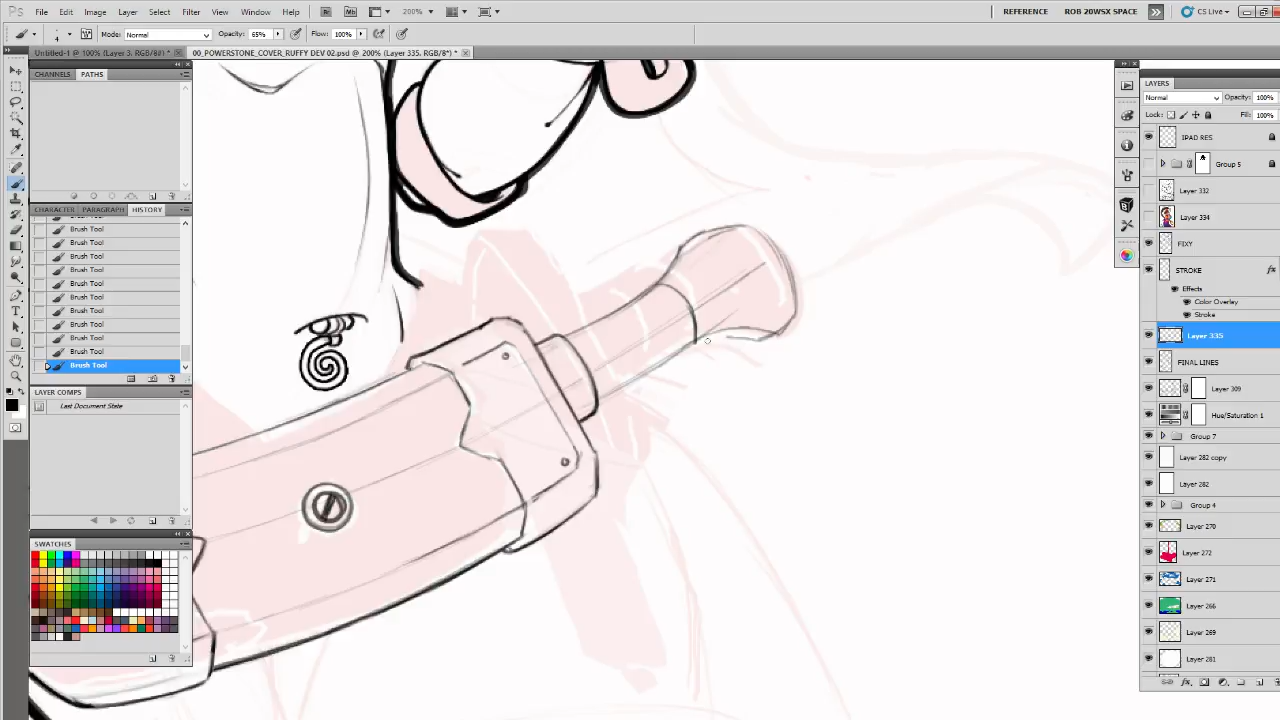 Ps File Edit Image Layer Select Filter View Window Help Br Mb 200% REFERENCE ROB 20WSX SPACE CS Live
4 Mode: Normal Opacity: 65% Flow: 100%
Untitled-1 @ 100% (Layer 3, RGB/8#) * 00_POWERSTONE_COVER_RUFFY DEV 02.psd @ 200% (Layer 335, RGB/8*) *
CHANNELS PATHS
CHARACTER PARAGRAPH HISTORY
Brush Tool
Brush Tool
Brush Tool
Brush Tool
Brush Tool
Brush Tool
Brush Tool
Brush Tool
Brush Tool
Brush Tool
Brush Tool
LAYER COMPS
Last Document State
SWATCHES
LAYERS
Normal Opacity: 100%
Lock: Fill: 100%
IPAD RES
Group 5
Layer 332
Layer 334
FIXY
STROKE
Effects
Color Overlay
Stroke
Layer 335
FINAL LINES
Layer 309
Hue/Saturation 1
Group 7
Layer 282 copy
Layer 282
Group 4
Layer 270
Layer 272
Layer 271
Layer 266
Layer 269
Layer 281